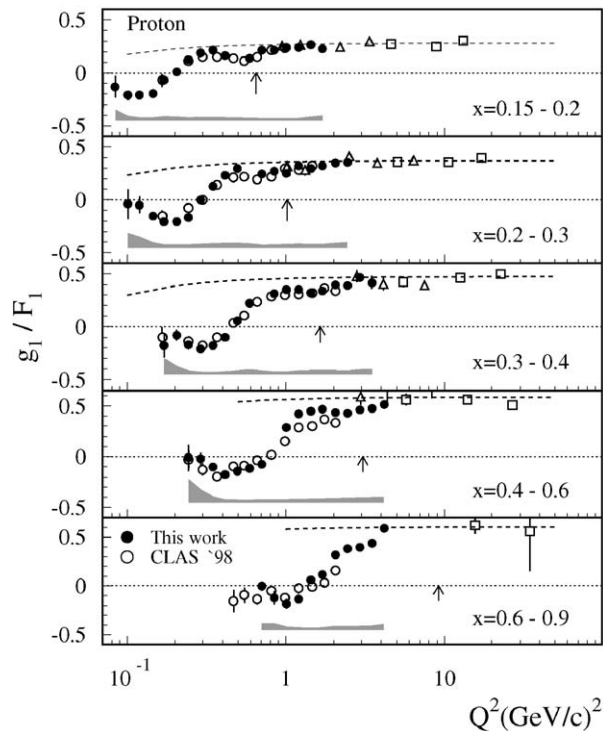 Proton
0.5
0
-0.5
x=0.15 - 0.2
0.5
0
-0.5
x=0.2 - 0.3
0.5
0
-0.5
x=0.3 - 0.4
0.5
0
-0.5
x=0.4 - 0.6
0.5
0
-0.5
This work
CLAS `98
x=0.6 - 0.9
g₁ / F₁
10⁻¹ 1 10
Q²(GeV/c)²